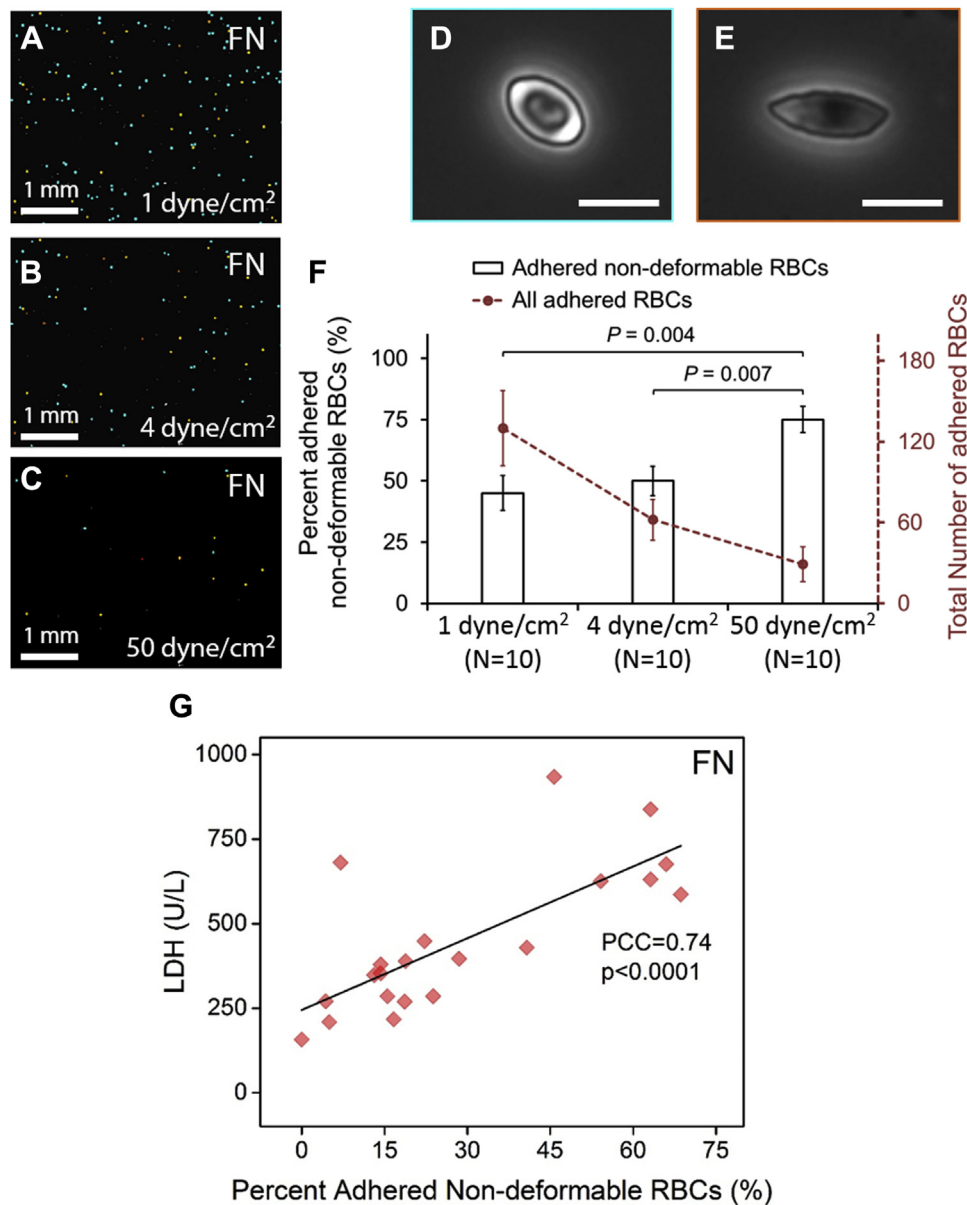 A
FN
1 mm
1 dyne/cm²
B
FN
1 mm
4 dyne/cm²
C
FN
1 mm
50 dyne/cm²
D
E
F
Adhered non-deformable RBCs
All adhered RBCs
Percent adhered
non-deformable RBCs (%)
100
75
50
25
0
P = 0.004
P = 0.007
180
120
60
0
Total Number of adhered RBCs
1 dyne/cm² 4 dyne/cm² 50 dyne/cm²
(N=10) (N=10) (N=10)
G
FN
LDH (U/L)
1000
750
500
250
0
PCC=0.74
p<0.0001
0 15 30 45 60 75
Percent Adhered Non-deformable RBCs (%)